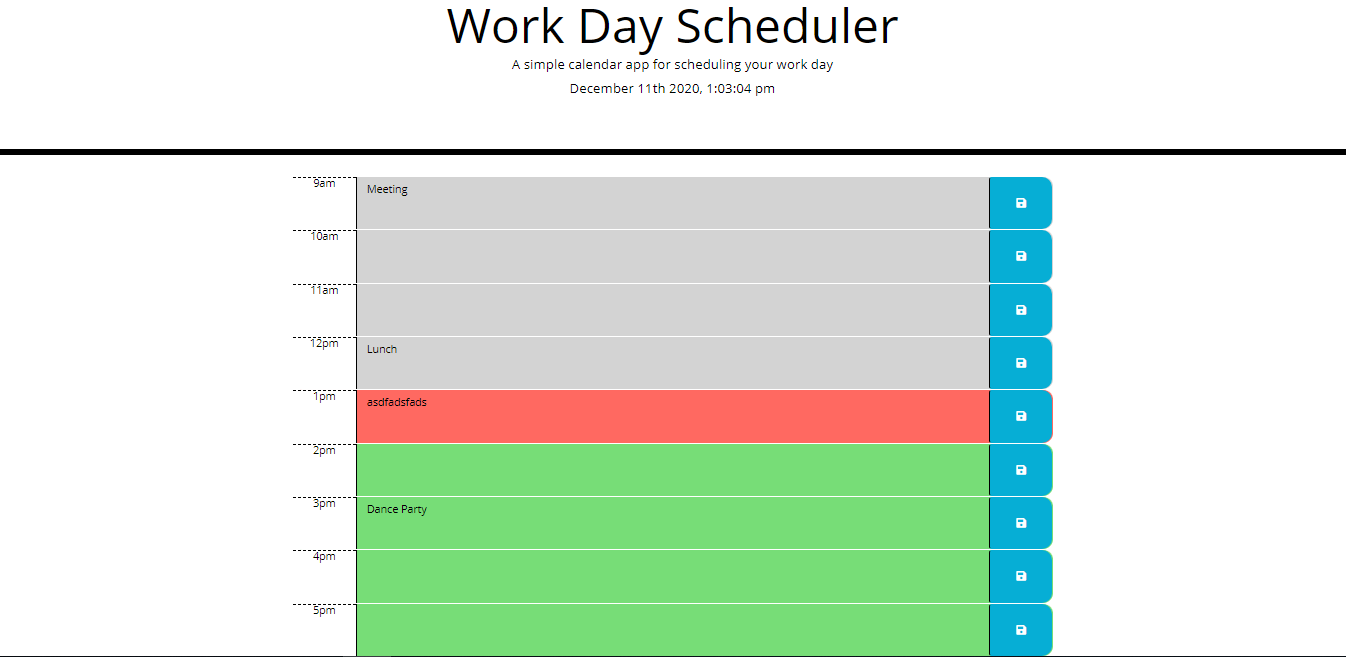 Work Day Scheduler
A simple calendar app for scheduling your work day
December 11th 2020, 1:03:04 pm
9am
Meeting
10am
11am
12pm
Lunch
1pm
asdfadsfads
2pm
3pm
Dance Party
4pm
5pm